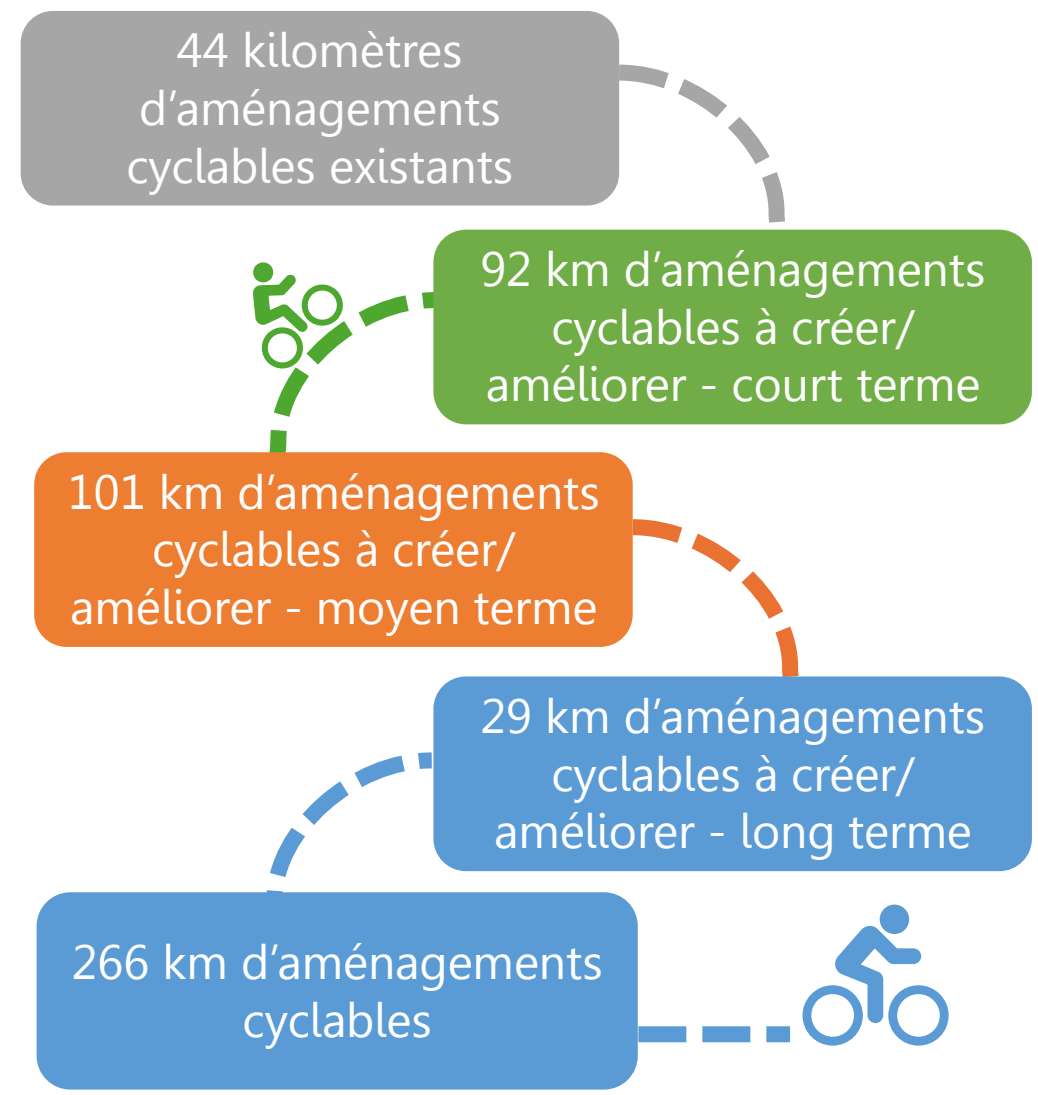 44 kilomètres
d’aménagements
cyclables existants
92 km d’aménagements
cyclables à créer/
améliorer - court terme
101 km d’aménagements
cyclables à créer/
améliorer - moyen terme
29 km d’aménagements
cyclables à créer/
améliorer - long terme
266 km d’aménagements
cyclables